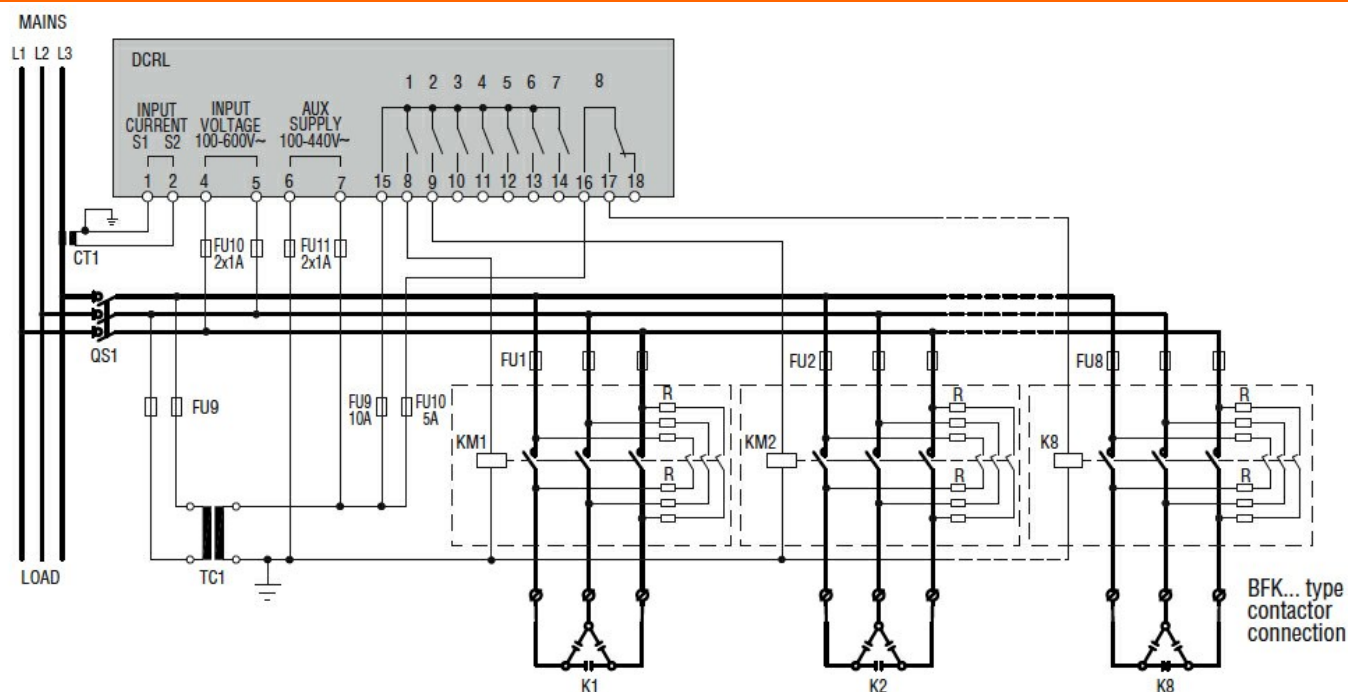 MAINS
L1 L2 L3
DCRL
1 2 3 4 5 6 7 8
INPUT CURRENT
S1 S2
INPUT VOLTAGE
100-600V~
AUX SUPPLY
100-440V~
1 2 4 5 6 7 15 8 9 10 11 12 13 14 16 17 18
CT1
FU10
2x1A
FU11
2x1A
QS1
FU1
FU2
FU8
FU9
FU9
10A
FU10
5A
R
R
R
KM1
KM2
K8
R
R
R
LOAD
TC1
BFK... type
contactor
connection
K1
K2
K8